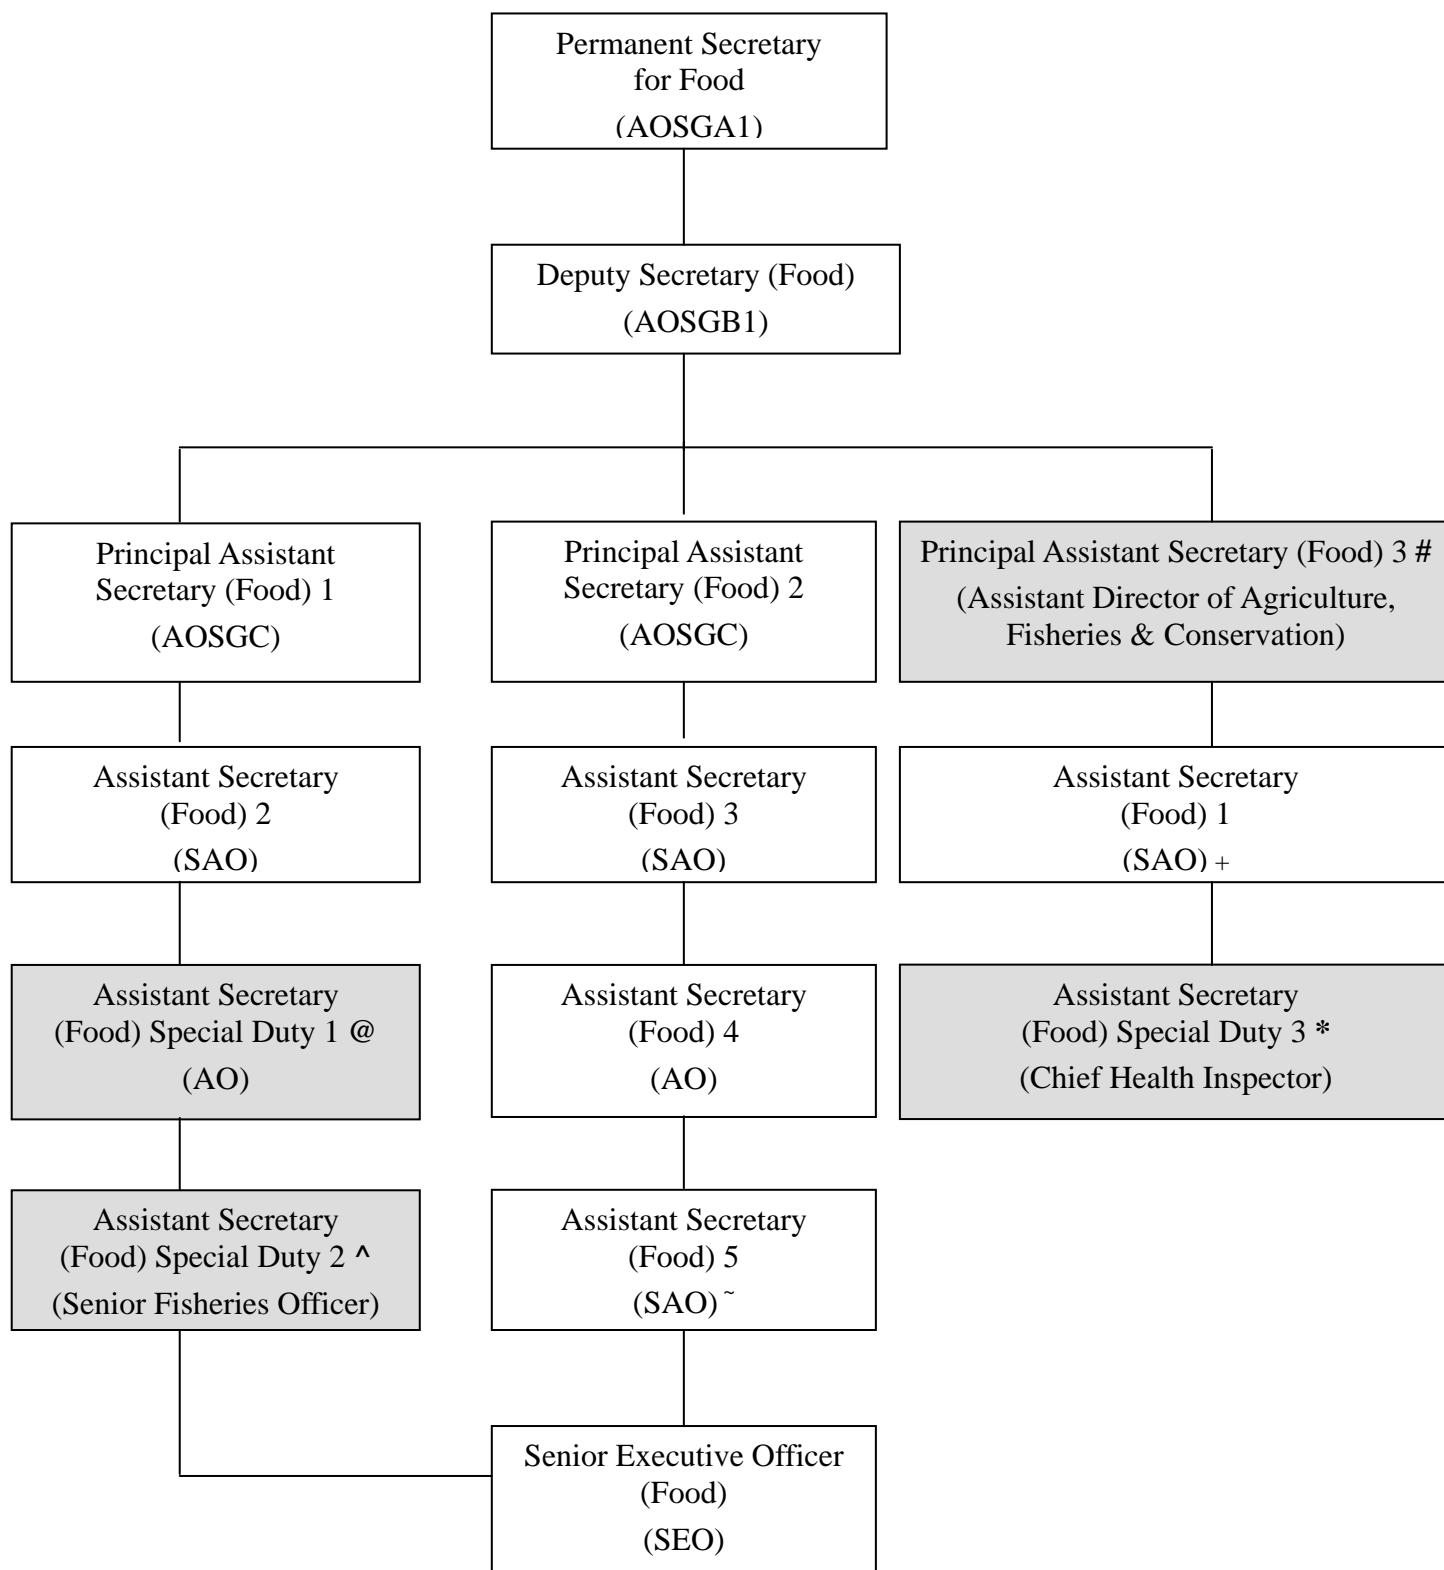 Permanent Secretary
for Food
(AOSGA1)
Deputy Secretary (Food)
(AOSGB1)
Principal Assistant
Secretary (Food) 1
(AOSGC)
Principal Assistant
Secretary (Food) 2
(AOSGC)
Principal Assistant Secretary (Food) 3 #
(Assistant Director of Agriculture,
Fisheries & Conservation)
Assistant Secretary
(Food) 2
(SAO)
Assistant Secretary
(Food) 3
(SAO)
Assistant Secretary
(Food) 1
(SAO) +
Assistant Secretary
(Food) Special Duty 1 @
(AO)
Assistant Secretary
(Food) 4
(AO)
Assistant Secretary
(Food) Special Duty 3 *
(Chief Health Inspector)
Assistant Secretary
(Food) Special Duty 2 ^
(Senior Fisheries Officer)
Assistant Secretary
(Food) 5
(SAO) ~
Senior Executive Officer
(Food)
(SEO)